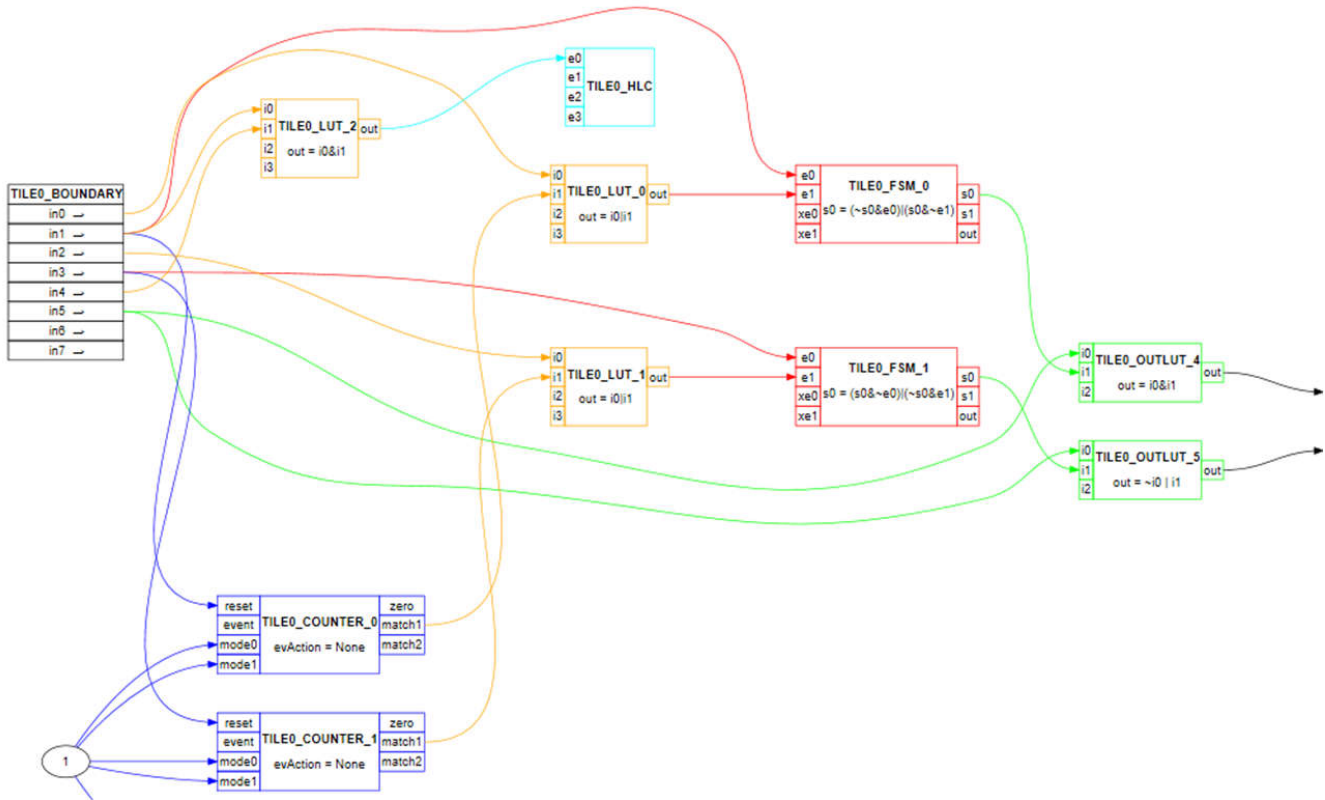 e0
e1
e2
e3
TILE0_HLC
i0
i1
i2
i3
TILE0_LUT_2
out = i0&i1
out
TILE0_BOUNDARY
in0
in1
in2
in3
in4
in5
in6
in7
i0
i1
i2
i3
TILE0_LUT_0
out = i0|i1
out
e0
e1
xe0
xe1
TILE0_FSM_0
s0 = (~s0&e0)|(s0&~e1)
s0
s1
out
i0
i1
i2
i3
TILE0_LUT_1
out = i0|i1
out
e0
e1
xe0
xe1
TILE0_FSM_1
s0 = (s0&~e0)|(~s0&e1)
s0
s1
out
i0
i1
i2
TILE0_OUTLUT_4
out = i0&i1
out
i0
i1
i2
TILE0_OUTLUT_5
out = ~i0 | i1
out
reset
event
mode0
mode1
TILE0_COUNTER_0
evAction = None
zero
match1
match2
reset
event
mode0
mode1
TILE0_COUNTER_1
evAction = None
zero
match1
match2
1